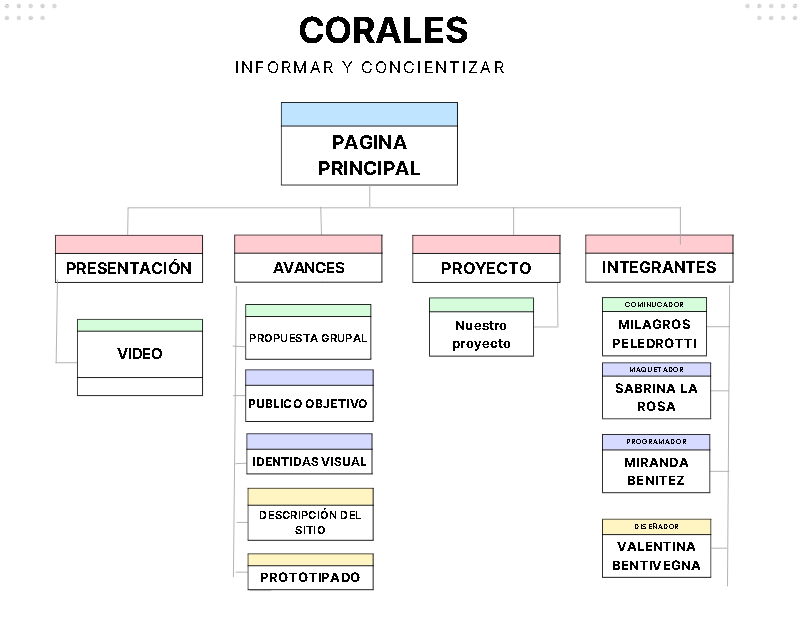 CORALES
INFORMAR Y CONCIENTIZAR
PAGINA
PRINCIPAL
PRESENTACIÓN
AVANCES
PROYECTO
INTEGRANTES
VIDEO
PROPUESTA GRUPAL
PUBLICO OBJETIVO
IDENTIDAS VISUAL
DESCRIPCIÓN DEL
SITIO
PROTOTIPADO
Nuestro
proyecto
COMINUCADOR
MILAGROS
PELEDROTTI
MAQUETADOR
SABRINA LA
ROSA
PROGRAMADOR
MIRANDA
BENITEZ
DISEÑADOR
VALENTINA
BENTIVEGNA